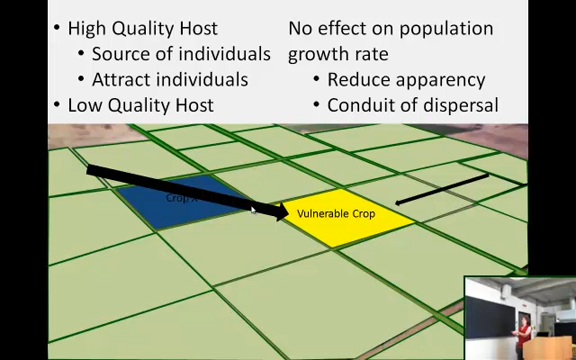 • High Quality Host
• Source of individuals
• Attract individuals
• Low Quality Host
No effect on population
growth rate
• Reduce apparency
• Conduit of dispersal
Crop
Vulnerable Crop